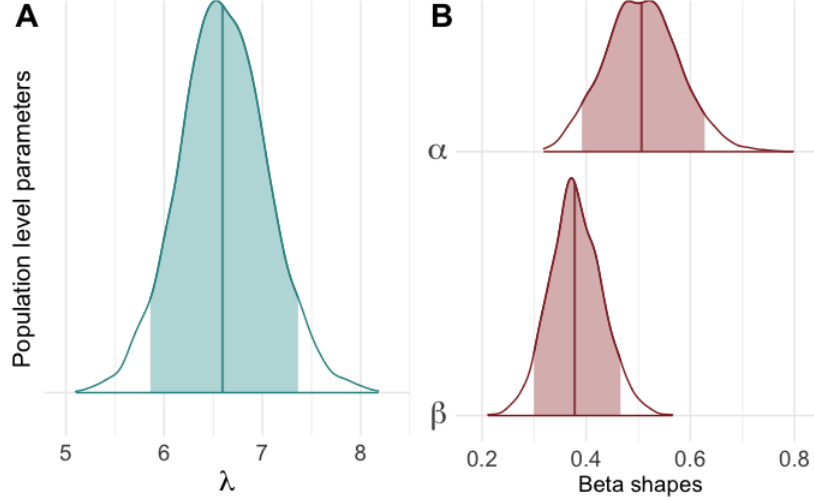 A
Population level parameters
5 6 7 8
λ
B
α
β
0.2 0.4 0.6 0.8
Beta shapes